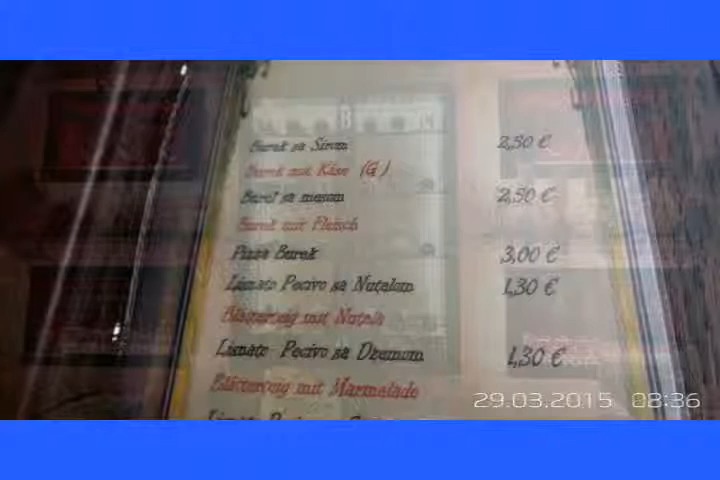 B
Burek sa Sirom 2,50 €
Burek mit Käse (G)
Burek sa mesom 2,50 €
Burek mit Fleisch
Pizza Burek 3,00 €
Lisnato Pecivo sa Nutelom 1,30 €
Blätterteig mit Nutela
Lisnato Pecivo sa Dzemom 1,30 €
Blätterteig mit Marmelade
29.03.2015 08:36